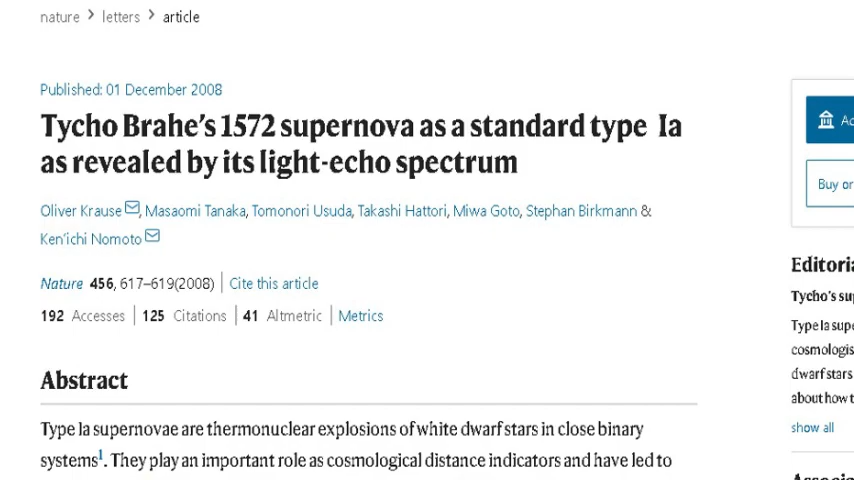 nature > letters > article
Published: 01 December 2008
Tycho Brahe's 1572 supernova as a standard type Ia
as revealed by its light-echo spectrum
Oliver Krause, Masaomi Tanaka, Tomonori Usuda, Takashi Hattori, Miwa Goto, Stephan Birkmann &
Ken'ichi Nomoto
Nature 456, 617–619(2008) | Cite this article
192 Accesses | 125 Citations | 41 Altmetric | Metrics
Abstract
Type Ia supernovae are thermonuclear explosions of white dwarf stars in close binary
systems1. They play an important role as cosmological distance indicators and have led to
Buy or
Editoria
Tycho's su
Type Ia supe
cosmologis
dwarf stars
about how t
show all